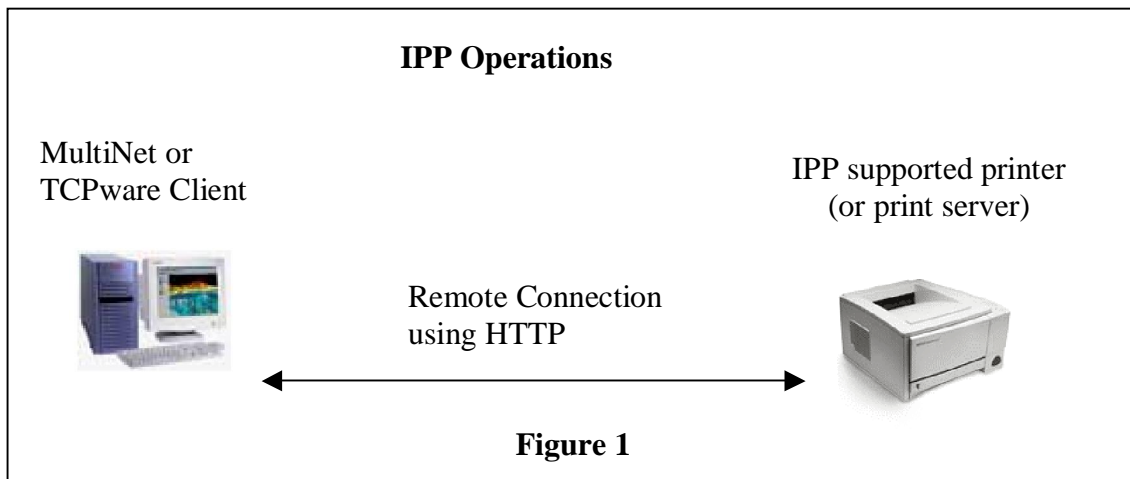 IPP Operations
MultiNet or
TCPware Client
IPP supported printer
(or print server)
Remote Connection
using HTTP
Figure 1